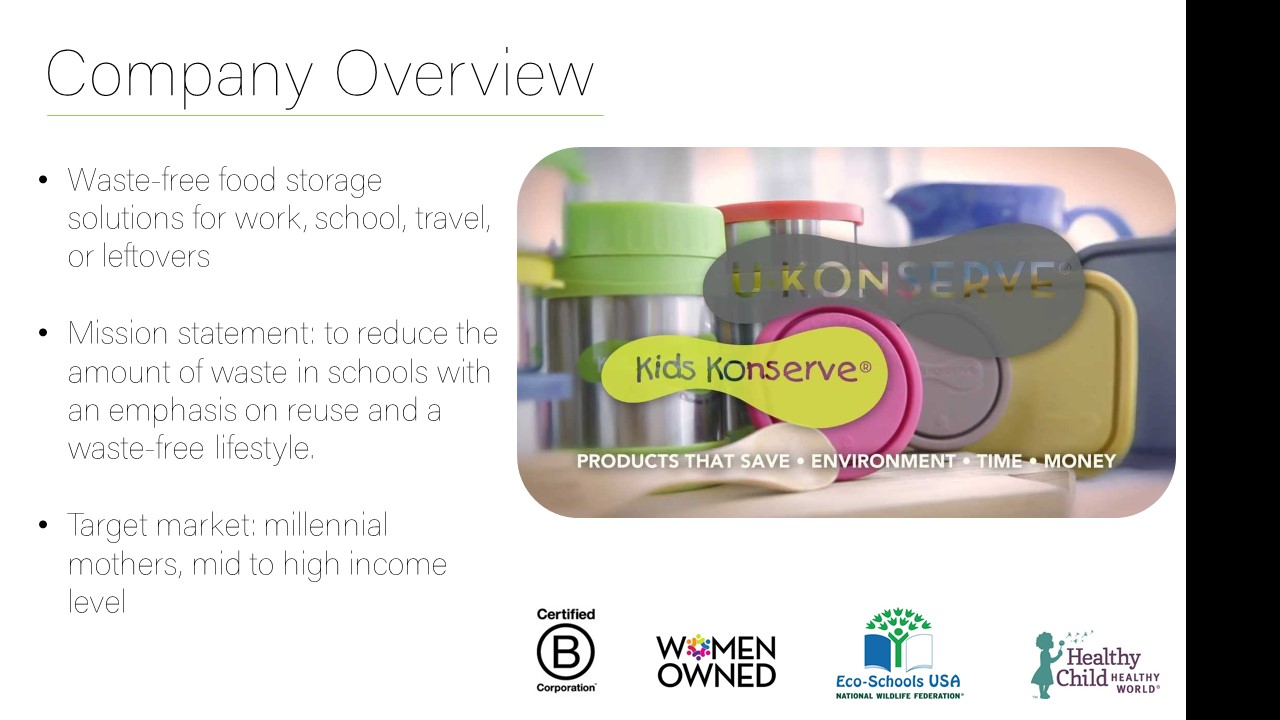 Company Overview
• Waste-free food storage
solutions for work, school, travel,
or leftovers
• Mission statement: to reduce the
amount of waste in schools with
an emphasis on reuse and a
waste-free lifestyle.
• Target market: millennial
mothers, mid to high income
level
U•KONSERVE®
Kids Konserve®
PRODUCTS THAT SAVE • ENVIRONMENT • TIME • MONEY
Certified
B
Corporation™
WOMEN
OWNED
Eco-Schools USA
NATIONAL WILDLIFE FEDERATION®
Healthy
Child HEALTHY
WORLD®